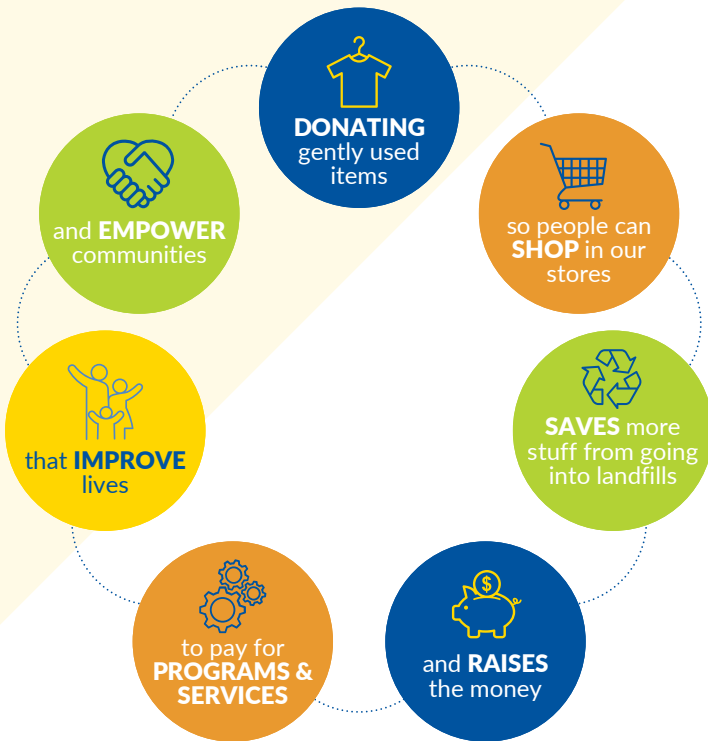 DONATING
gently used
items
so people can
SHOP in our
stores
SAVES more
stuff from going
into landfills
$
and RAISES
the money
to pay for
PROGRAMS &
SERVICES
that IMPROVE
lives
and EMPOWER
communities